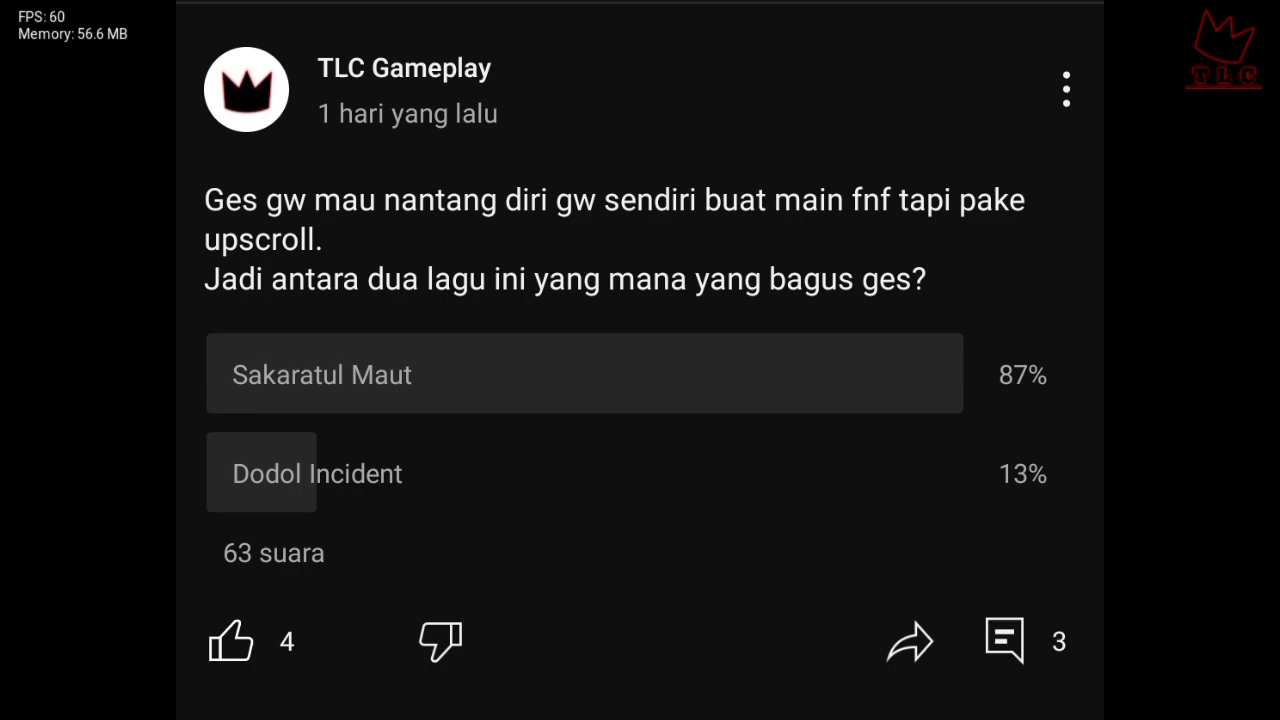 FPS: 60
Memory: 56.6 MB
TLC
TLC Gameplay
1 hari yang lalu
Ges gw mau nantang diri gw sendiri buat main fnf tapi pake
upscroll.
Jadi antara dua lagu ini yang mana yang bagus ges?
Sakaratul Maut
87%
Dodol Incident
13%
63 suara
4
3